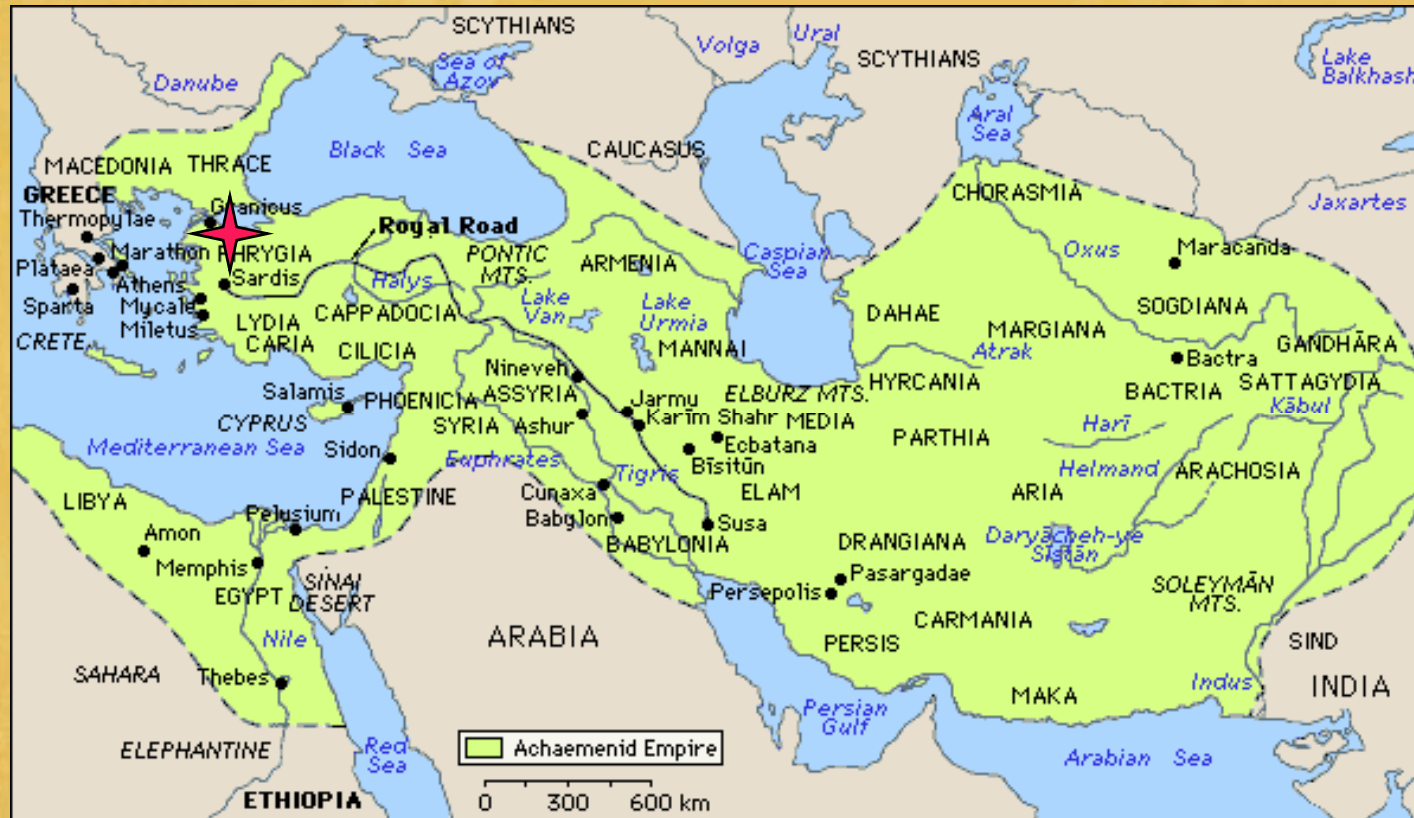 SCYTHIANS
Volga
Ural
SCYTHIANS
Lake
Balkhash
Danube
Sea of
Azov
Aral
Sea
Black Sea
CAUCASUS
MACEDONIA
THRACE
CHORASMIA
Jaxartes
GREECE
Granicus
Thermopylae
Royal Road
Oxus
Maracanda
Marathon
PHRYGIA
PONTIC
MTS.
ARMENIA
Caspian
Sea
Plataea
Athens
Sardis
Halys
Sparta
Mycale
Miletus
LYDIA
CARIA
CAPPADOCIA
Lake
Van
Lake
Urmia
DAHAE
SOGDIANA
MARGIANA
CRETE
CILICIA
MANNAI
Atrak
Bactra
GANDHĀRA
Nineveh
HYRCANIA
BACTRIA
SATTAGYDIA
Salamis
PHOENICIA
ASSYRIA
Jarmu
ELBURZ MTS.
Kābul
CYPRUS
SYRIA
Ashur
Karīm Shahr
MEDIA
PARTHIA
Harī
Mediterranean Sea
Sidon
Euphrates
Ecbatana
Bīsitūn
Tigris
Helmand
ARACHOSIA
LIBYA
PALESTINE
Cunaxa
ELAM
ARIA
Pelusium
Babylon
Susa
Amon
BABYLONIA
DRANGIANA
Daryācheh-ye
Sīstān
Memphis
SINAI
DESERT
Pasargadae
SOLEYMĀN
MTS.
EGYPT
Persepolis
Nile
ARABIA
CARMANIA
PERSIS
SIND
SAHARA
Thebes
MAKA
Indus
INDIA
Persian
Gulf
ELEPHANTINE
Red
Sea
Achaemenid Empire
Arabian Sea
ETHIOPIA
0 300 600 km